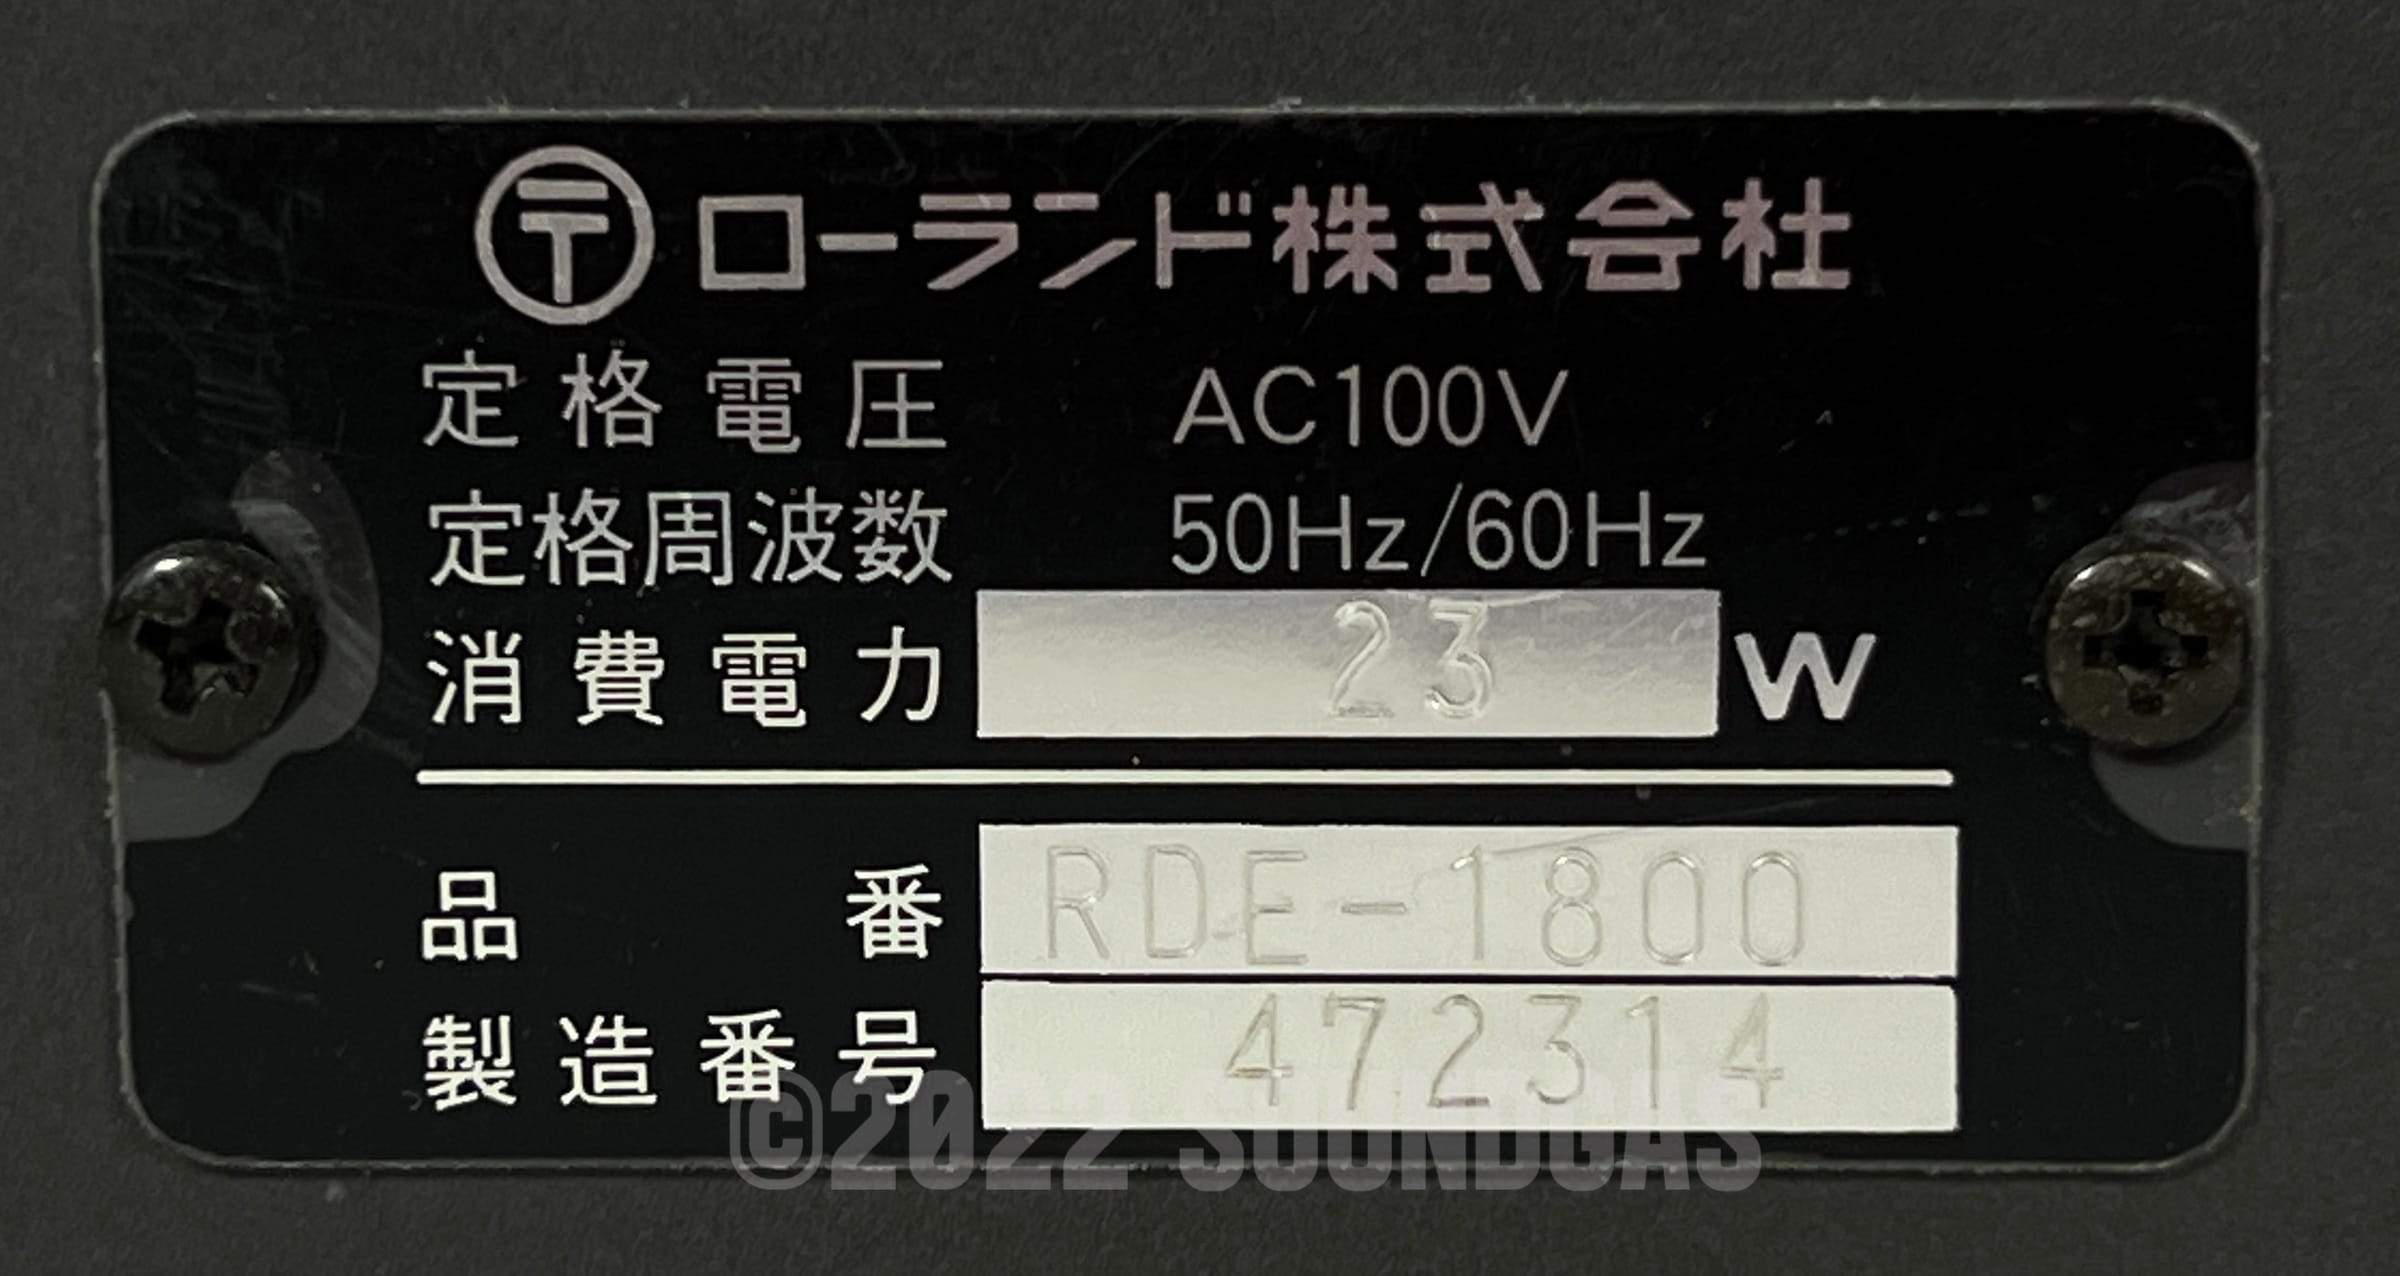 〒 ローランド株式会社
定格電圧 AC100V
定格周波数 50Hz/60Hz
消費電力 23 W
品番 RDE-1800
製造番号 472314
©2022 SOUNDGAS